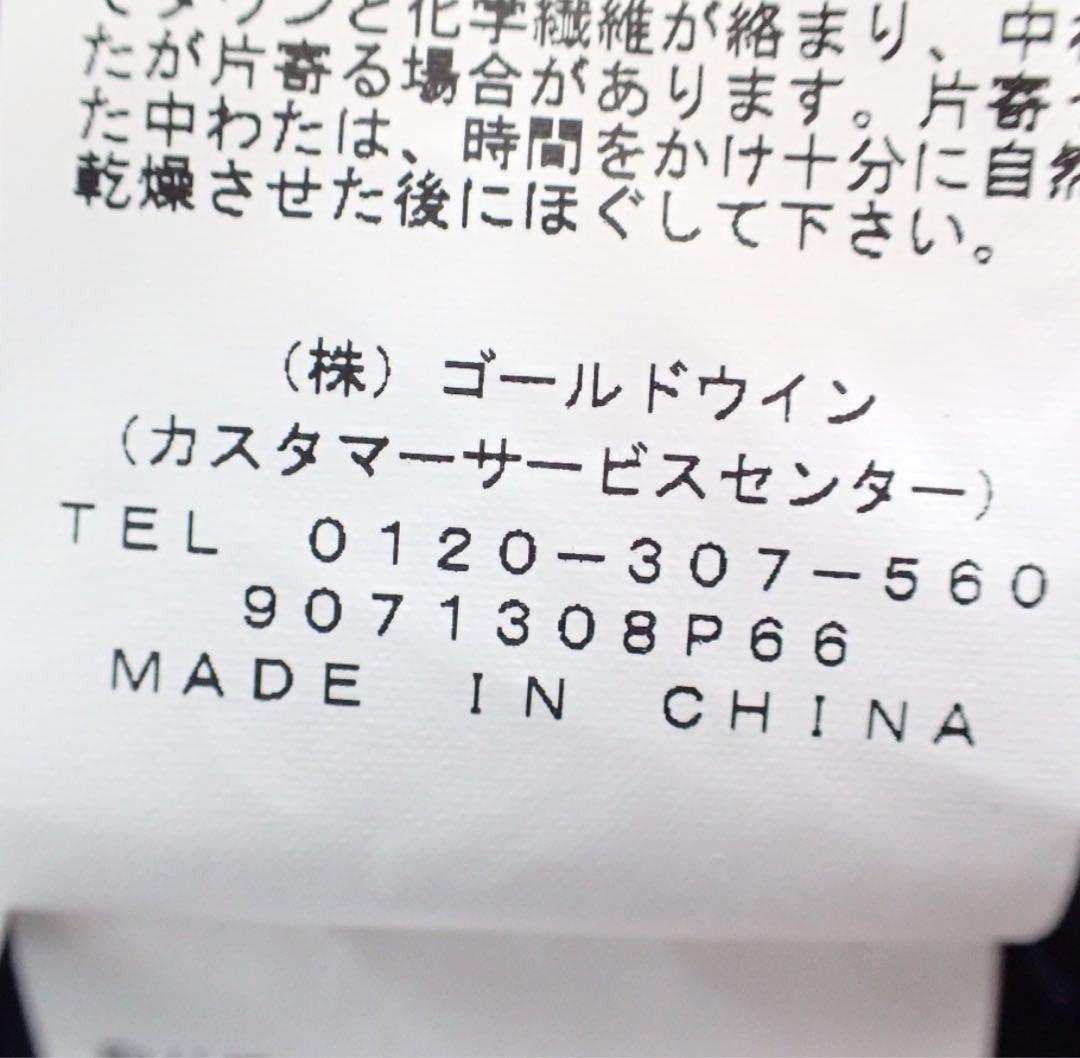 ダウンと化学繊維が絡まり、中わ
たが片寄る場合があります。片寄っ
た中わたは、時間をかけ十分に自然
乾燥させた後にほぐして下さい。
(株)ゴールドウイン
(カスタマーサービスセンター)
TEL 0120-307-560
9071308P66
MADE IN CHINA